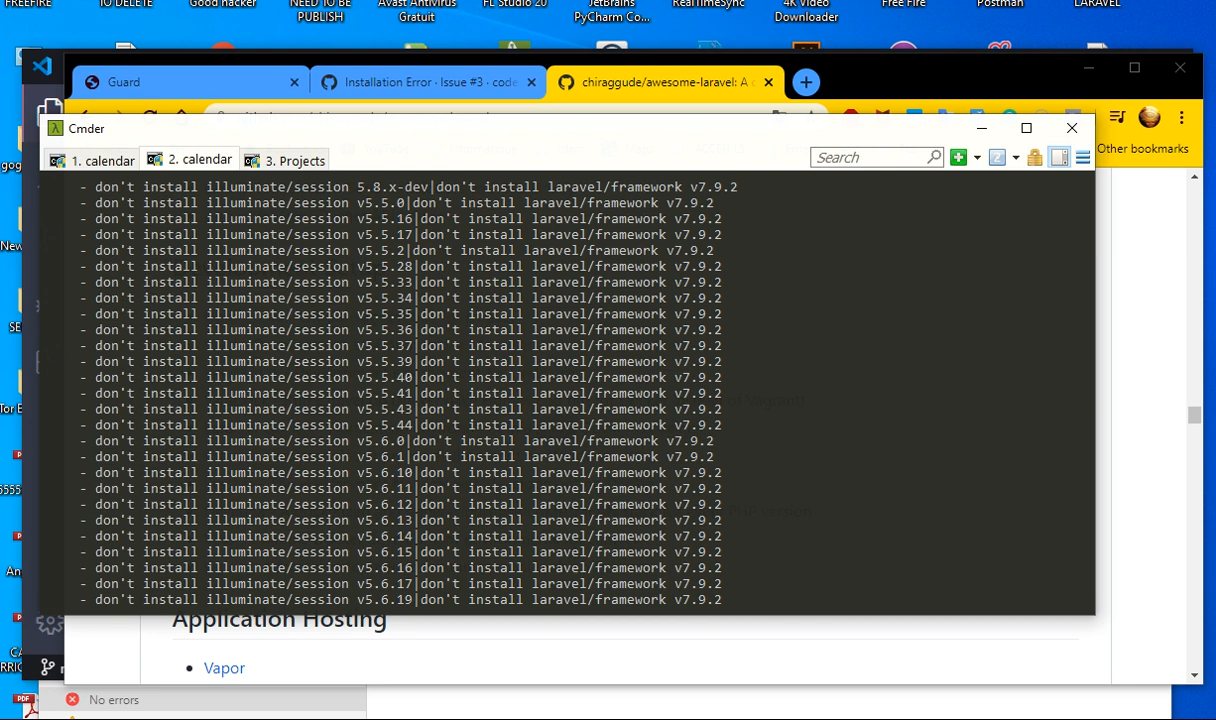 FREEFIRE
TO DELETE
Good hacker
NEED TO BE
PUBLISH
Avast Antivirus
Gratuit
FL Studio 20
JetBrains
PyCharm Co...
RealTimeSync
4K Video
Downloader
Free Fire
Postman
LARAVEL
Guard
Installation Error · Issue #3 · code
chiraggude/awesome-laravel: A c
Cmder
Other bookmarks
1. calendar
2. calendar
3. Projects
Search
gog
New
SE
Tor E
5555
An
CA
RRIC
- don't install illuminate/session 5.8.x-dev|don't install laravel/framework v7.9.2
- don't install illuminate/session v5.5.0|don't install laravel/framework v7.9.2
- don't install illuminate/session v5.5.16|don't install laravel/framework v7.9.2
- don't install illuminate/session v5.5.17|don't install laravel/framework v7.9.2
- don't install illuminate/session v5.5.2|don't install laravel/framework v7.9.2
- don't install illuminate/session v5.5.28|don't install laravel/framework v7.9.2
- don't install illuminate/session v5.5.33|don't install laravel/framework v7.9.2
- don't install illuminate/session v5.5.34|don't install laravel/framework v7.9.2
- don't install illuminate/session v5.5.35|don't install laravel/framework v7.9.2
- don't install illuminate/session v5.5.36|don't install laravel/framework v7.9.2
- don't install illuminate/session v5.5.37|don't install laravel/framework v7.9.2
- don't install illuminate/session v5.5.39|don't install laravel/framework v7.9.2
- don't install illuminate/session v5.5.40|don't install laravel/framework v7.9.2
- don't install illuminate/session v5.5.41|don't install laravel/framework v7.9.2
- don't install illuminate/session v5.5.43|don't install laravel/framework v7.9.2
- don't install illuminate/session v5.5.44|don't install laravel/framework v7.9.2
- don't install illuminate/session v5.6.0|don't install laravel/framework v7.9.2
- don't install illuminate/session v5.6.1|don't install laravel/framework v7.9.2
- don't install illuminate/session v5.6.10|don't install laravel/framework v7.9.2
- don't install illuminate/session v5.6.11|don't install laravel/framework v7.9.2
- don't install illuminate/session v5.6.12|don't install laravel/framework v7.9.2
- don't install illuminate/session v5.6.13|don't install laravel/framework v7.9.2
- don't install illuminate/session v5.6.14|don't install laravel/framework v7.9.2
- don't install illuminate/session v5.6.15|don't install laravel/framework v7.9.2
- don't install illuminate/session v5.6.16|don't install laravel/framework v7.9.2
- don't install illuminate/session v5.6.17|don't install laravel/framework v7.9.2
- don't install illuminate/session v5.6.19|don't install laravel/framework v7.9.2
Application Hosting
Vapor
No errors